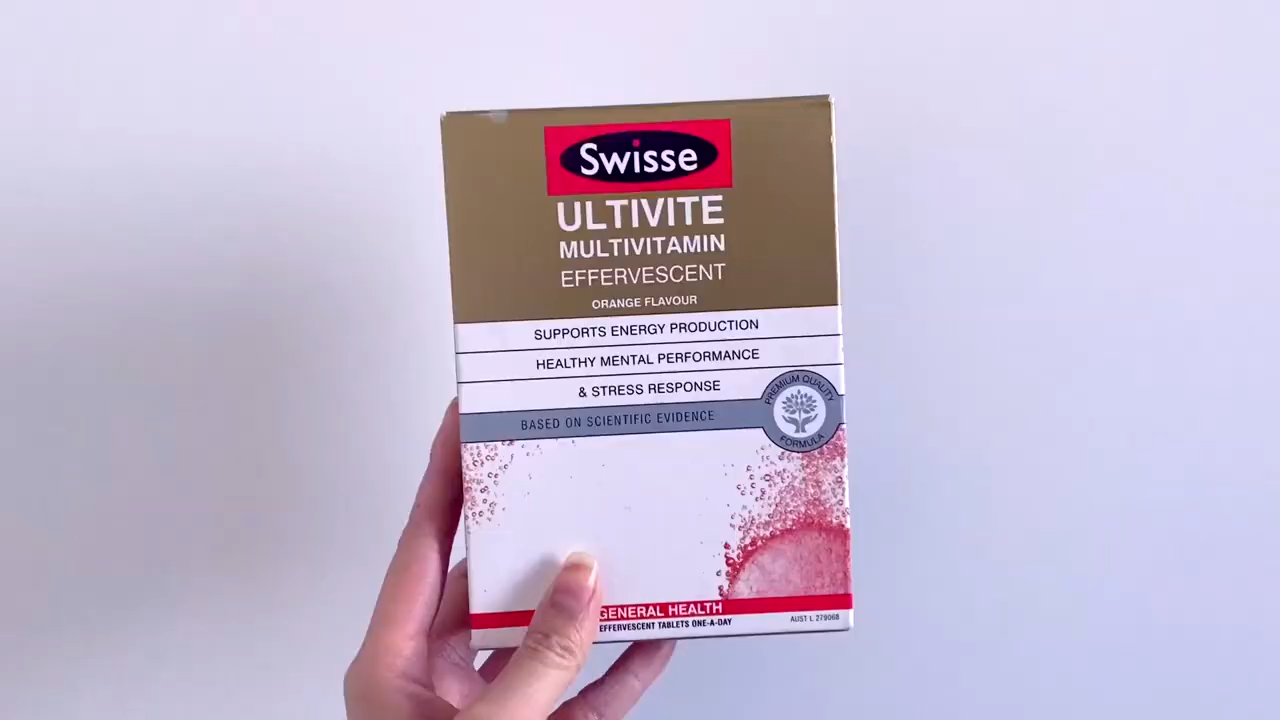 Swisse
ULTIVITE
MULTIVITAMIN
EFFERVESCENT
ORANGE FLAVOUR
SUPPORTS ENERGY PRODUCTION
HEALTHY MENTAL PERFORMANCE
& STRESS RESPONSE
BASED ON SCIENTIFIC EVIDENCE
PREMIUM QUALITY
FORMULA
GENERAL HEALTH
EFFERVESCENT TABLETS ONE-A-DAY
AUST L 279068